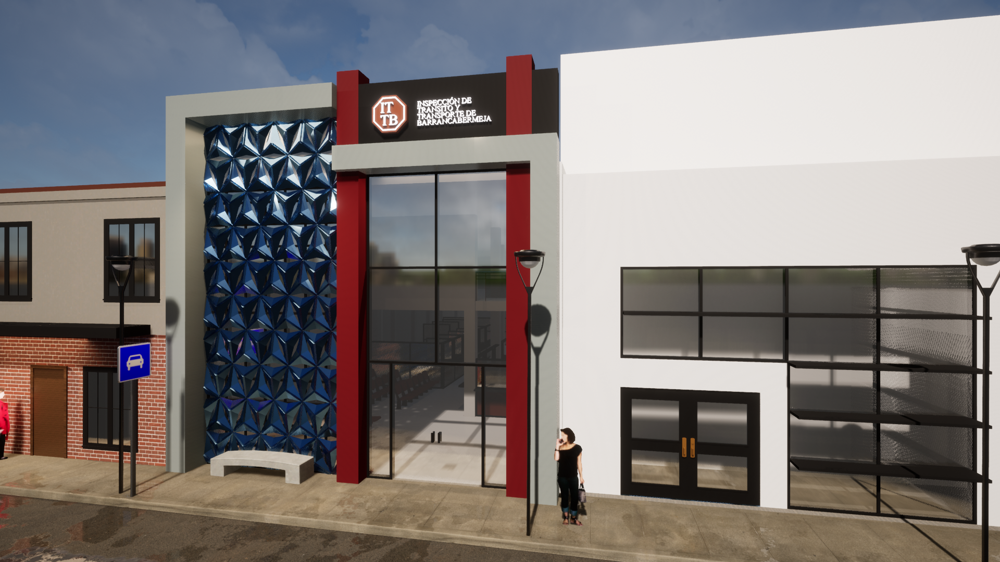 IT
TB
INSPECCIÓN DE
TRANSITO Y
TRANSPORTE DE
BARRANCABERMEJA